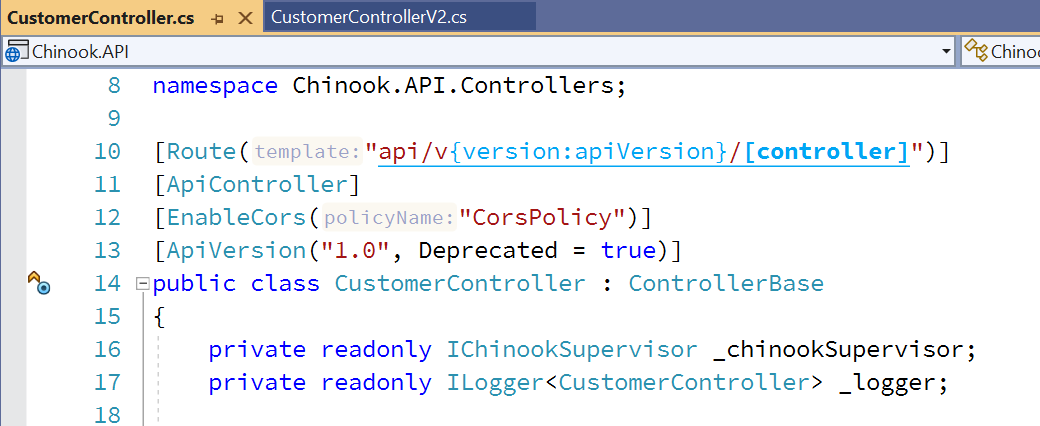 CustomerController.cs CustomerControllerV2.cs
Chinook.API Chinoo
8 namespace Chinook.API.Controllers;
9
10 [Route(template:"api/v{version:apiVersion}/[controller]")]
11 [ApiController]
12 [EnableCors(policyName:"CorsPolicy")]
13 [ApiVersion("1.0", Deprecated = true)]
14 public class CustomerController : ControllerBase
15 {
16 private readonly IChinookSupervisor _chinookSupervisor;
17 private readonly ILogger<CustomerController> _logger;
18